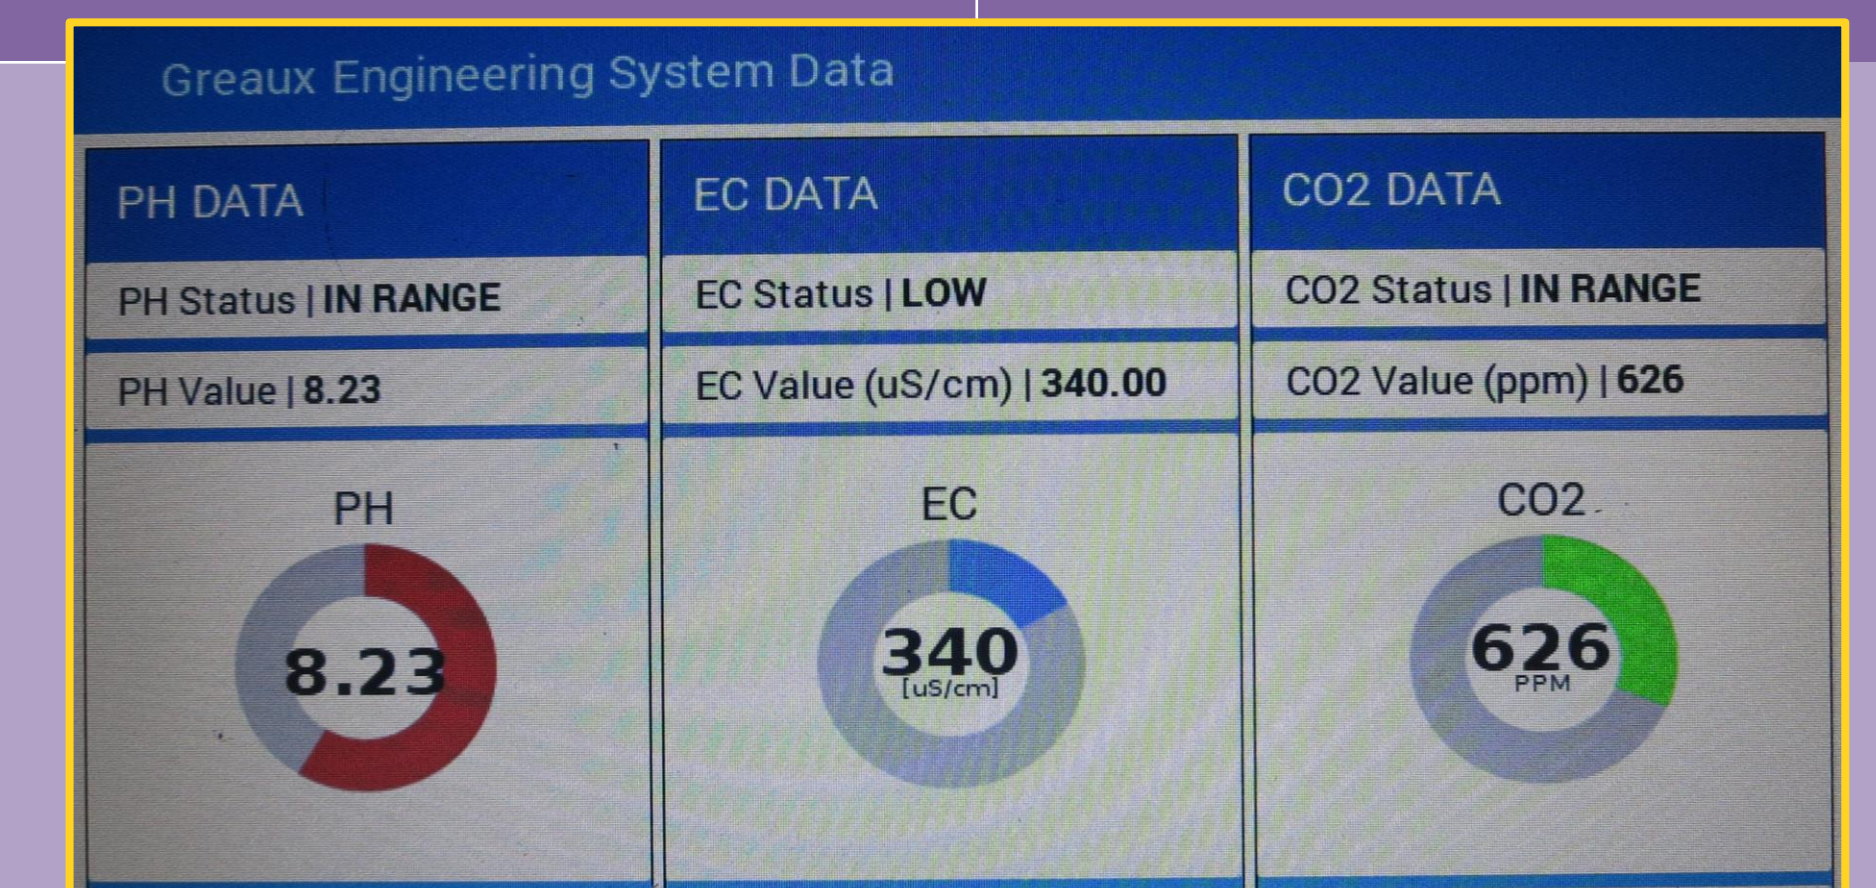 Greaux Engineering System Data
PH DATA
PH Status | IN RANGE
PH Value | 8.23
PH
8.23
EC DATA
EC Status | LOW
EC Value (uS/cm) | 340.00
EC
340
[uS/cm]
CO2 DATA
CO2 Status | IN RANGE
CO2 Value (ppm) | 626
CO2
626
PPM